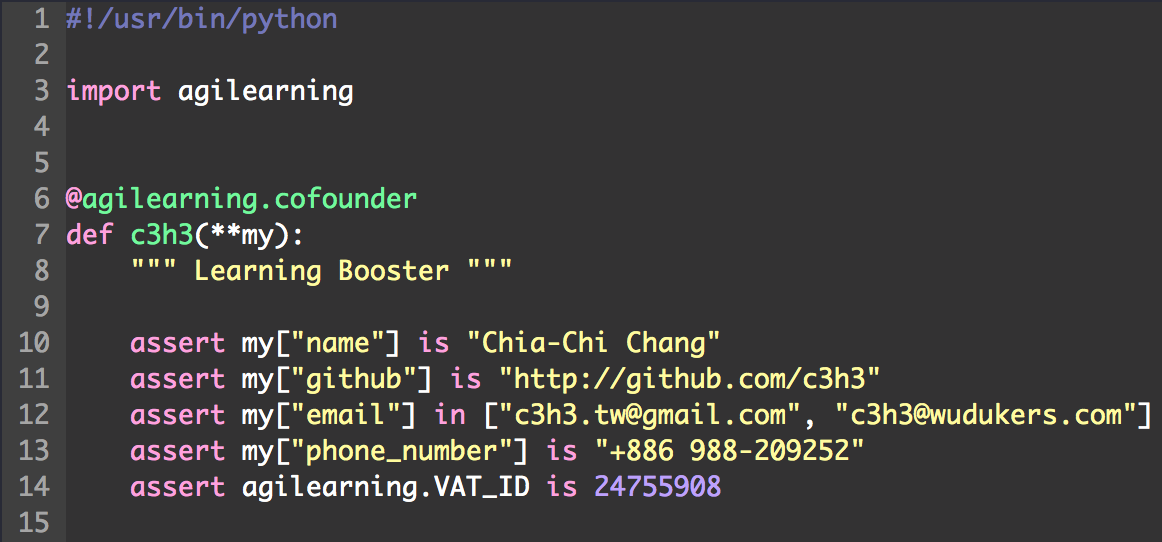 1 #!/usr/bin/python
2
3 import agilearning
4
5
6 @agilearning.cofounder
7 def c3h3(**my):
8     """ Learning Booster """
9
10     assert my["name"] is "Chia-Chi Chang"
11     assert my["github"] is "http://github.com/c3h3"
12     assert my["email"] in ["c3h3.tw@gmail.com", "c3h3@wudukers.com"]
13     assert my["phone_number"] is "+886 988-209252"
14     assert agilearning.VAT_ID is 24755908
15